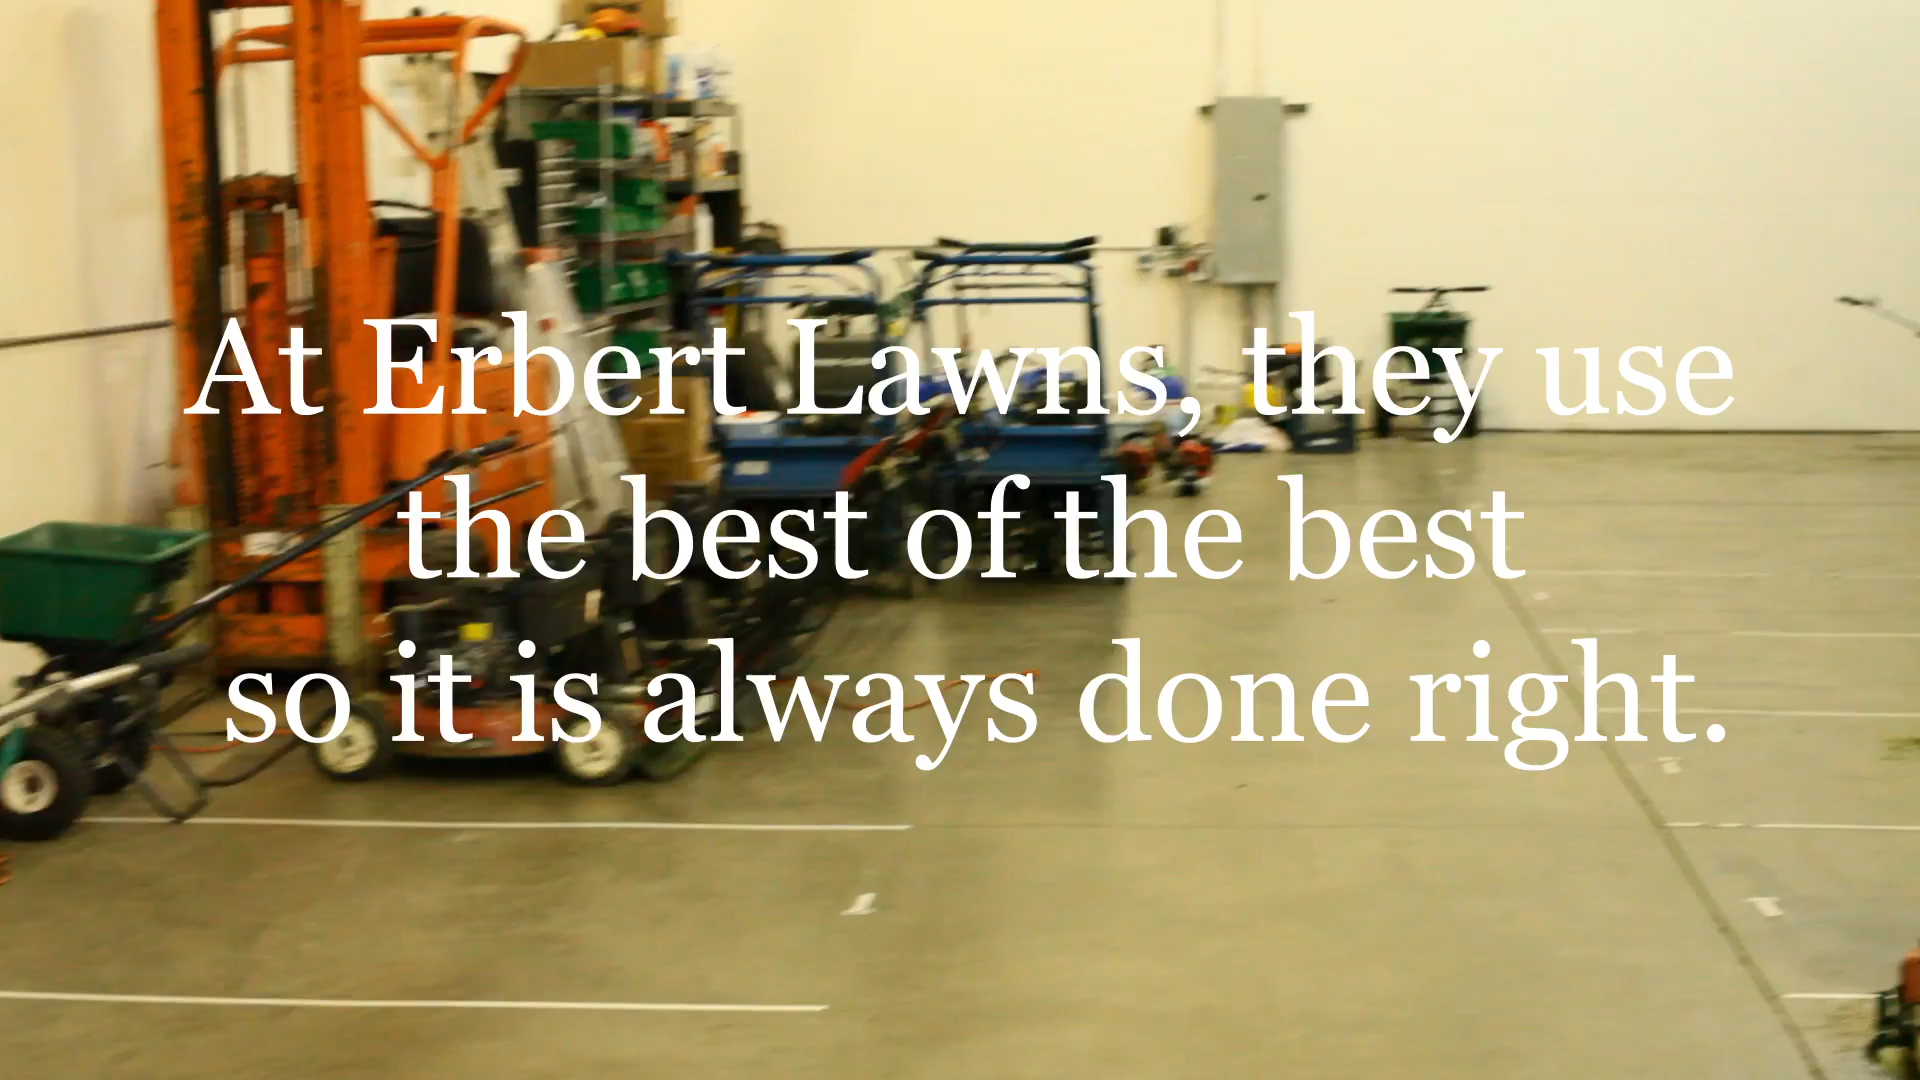 At Erbert Lawns, they use
the best of the best
so it is always done right.